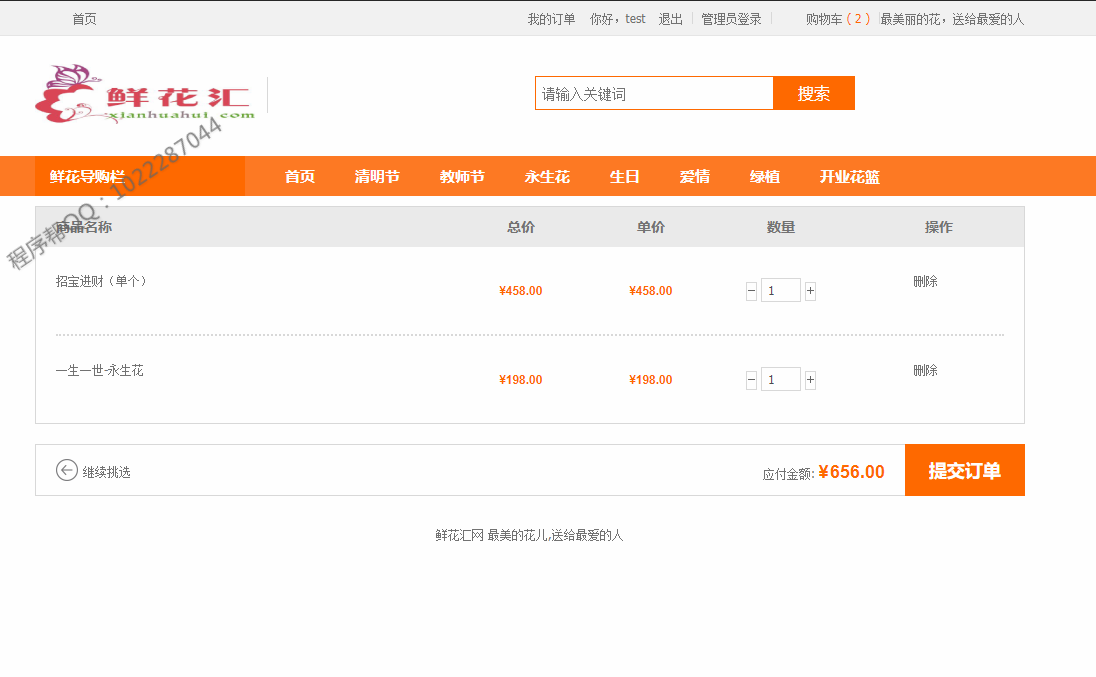 首页 我的订单 你好，test 退出 管理员登录 购物车（ 2 ） 最美丽的花，送给最爱的人
鲜花汇
xianhuahui.com
请输入关键词 搜索
鲜花导购栏 首页 清明节 教师节 永生花 生日 爱情 绿植 开业花篮
程序帮QQ：1022287044
商品名称 总价 单价 数量 操作
招宝进财（单个） ¥458.00 ¥458.00 − 1 + 删除
一生一世-永生花 ¥198.00 ¥198.00 − 1 + 删除
继续挑选 应付金额: ¥656.00 提交订单
鲜花汇网 最美的花儿,送给最爱的人